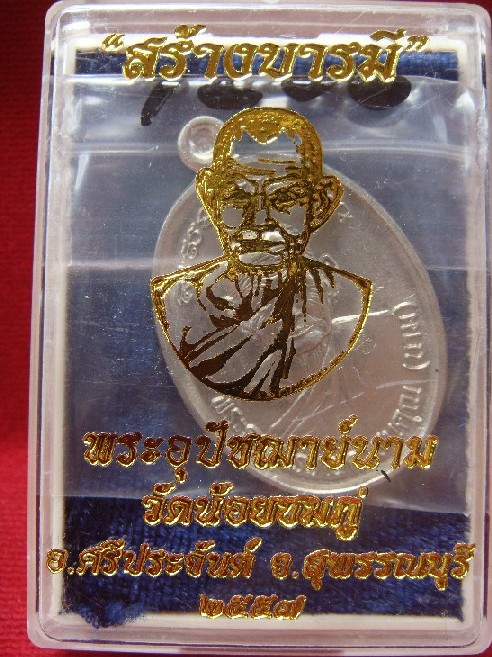 “สร้างบารมี”
พระอุปัชฌาย์นาม
วัดน้อยชมภู่
อ.ศรีประจันต์ จ.สุพรรณบุรี
๒๕๕๗